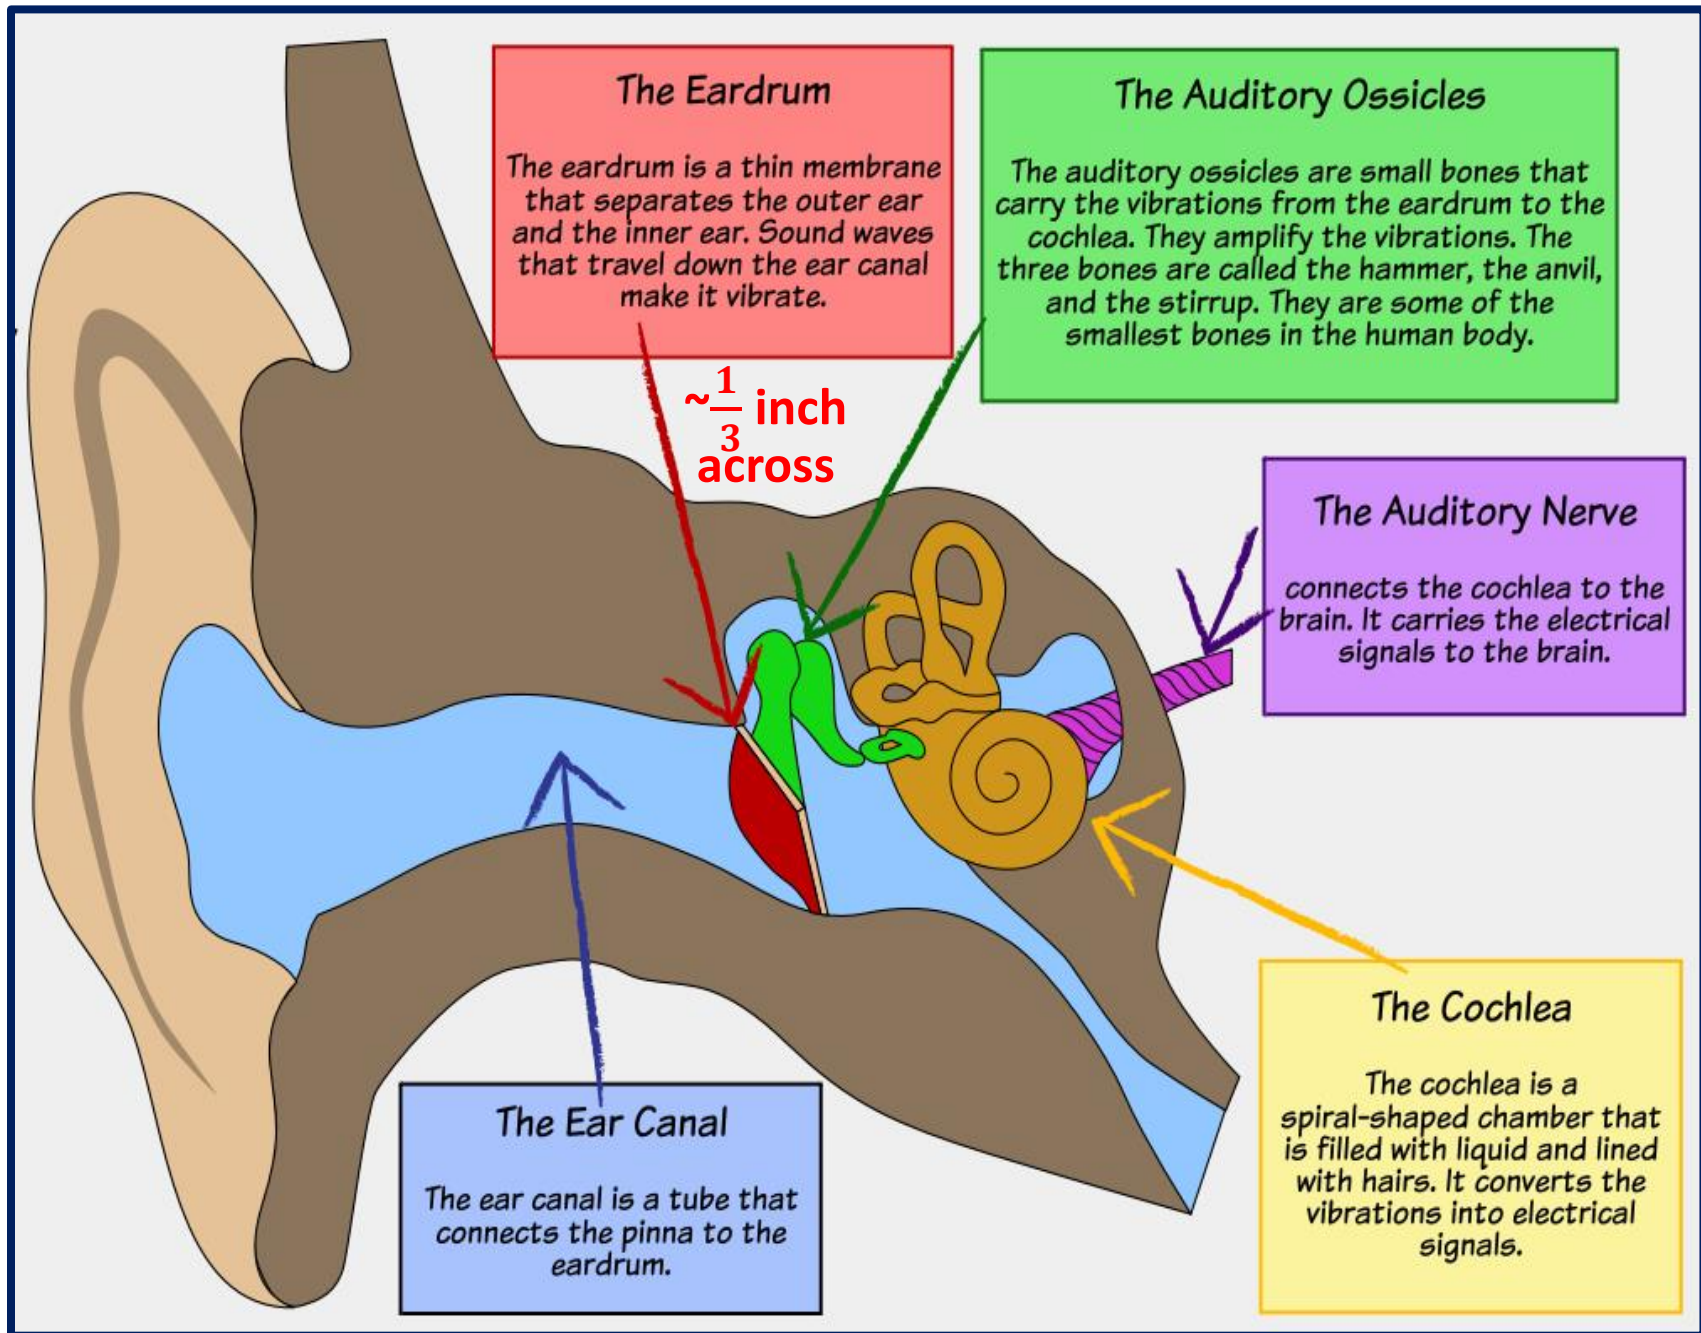 The Eardrum
The eardrum is a thin membrane
that separates the outer ear
and the inner ear. Sound waves
that travel down the ear canal
make it vibrate.
~1/3 inch
across
The Auditory Ossicles
The auditory ossicles are small bones that
carry the vibrations from the eardrum to the
cochlea. They amplify the vibrations. The
three bones are called the hammer, the anvil,
and the stirrup. They are some of the
smallest bones in the human body.
The Auditory Nerve
connects the cochlea to the
brain. It carries the electrical
signals to the brain.
The Cochlea
The cochlea is a
spiral-shaped chamber that
is filled with liquid and lined
with hairs. It converts the
vibrations into electrical
signals.
The Ear Canal
The ear canal is a tube that
connects the pinna to the
eardrum.